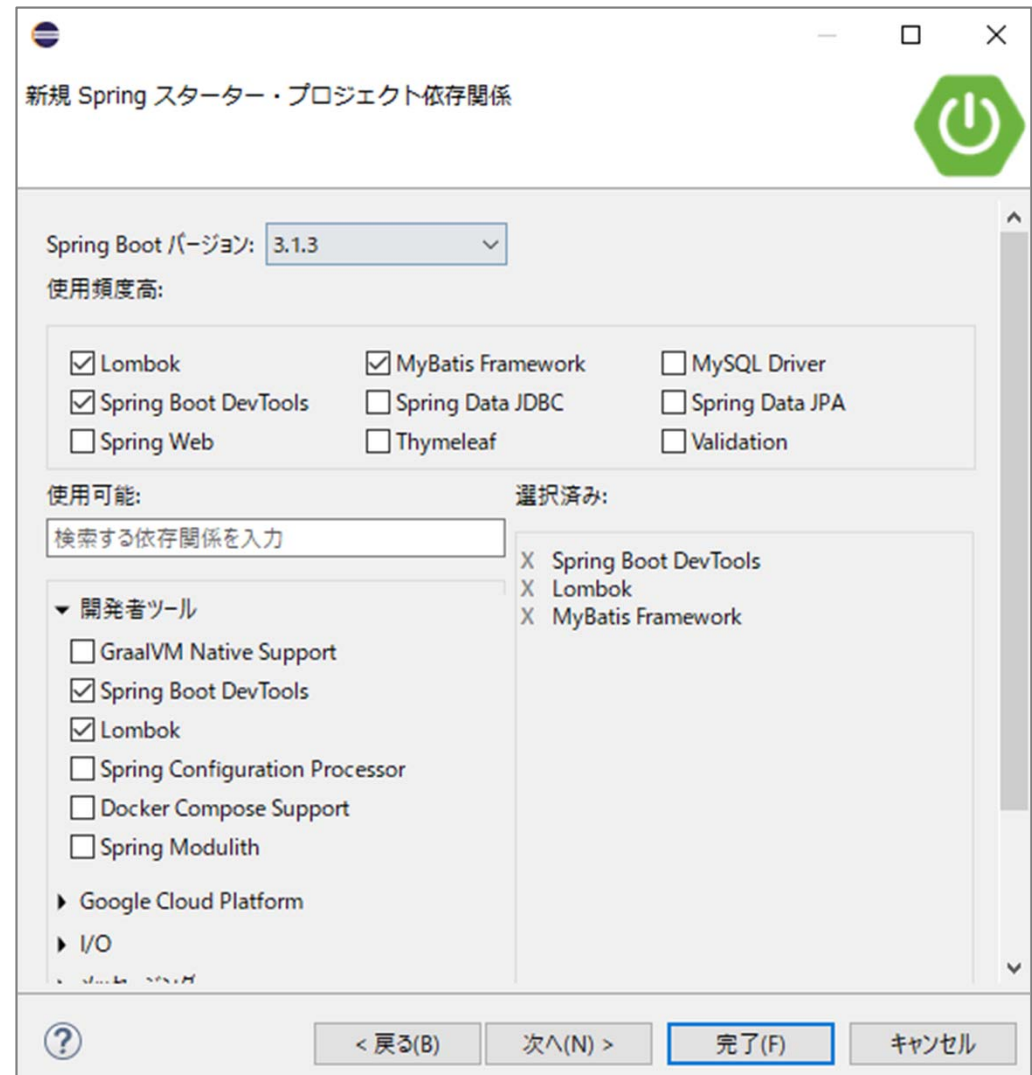 新規 Spring スターター・プロジェクト依存関係
Spring Boot バージョン: 3.1.3
使用頻度高:
Lombok MyBatis Framework MySQL Driver
Spring Boot DevTools Spring Data JDBC Spring Data JPA
Spring Web Thymeleaf Validation
使用可能:
検索する依存関係を入力
開発者ツール
GraalVM Native Support
Spring Boot DevTools
Lombok
Spring Configuration Processor
Docker Compose Support
Spring Modulith
Google Cloud Platform
I/O
選択済み:
X Spring Boot DevTools
X Lombok
X MyBatis Framework
< 戻る(B) 次へ(N) > 完了(F) キャンセル